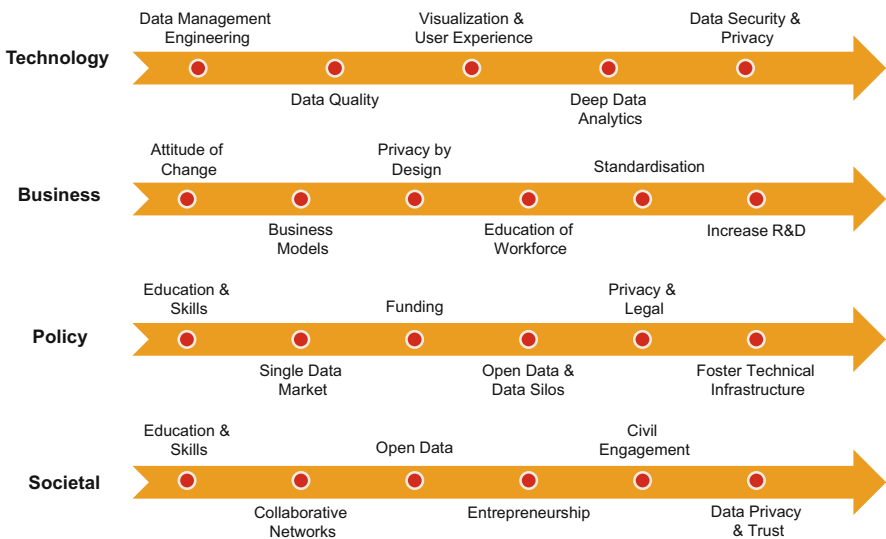 Technology
Data Management
Engineering
Data Quality
Visualization &
User Experience
Deep Data
Analytics
Data Security &
Privacy
Business
Attitude of
Change
Business
Models
Privacy by
Design
Education of
Workforce
Standardisation
Increase R&D
Policy
Education &
Skills
Single Data
Market
Funding
Open Data &
Data Silos
Privacy &
Legal
Foster Technical
Infrastructure
Societal
Education &
Skills
Collaborative
Networks
Open Data
Entrepreneurship
Civil
Engagement
Data Privacy
& Trust